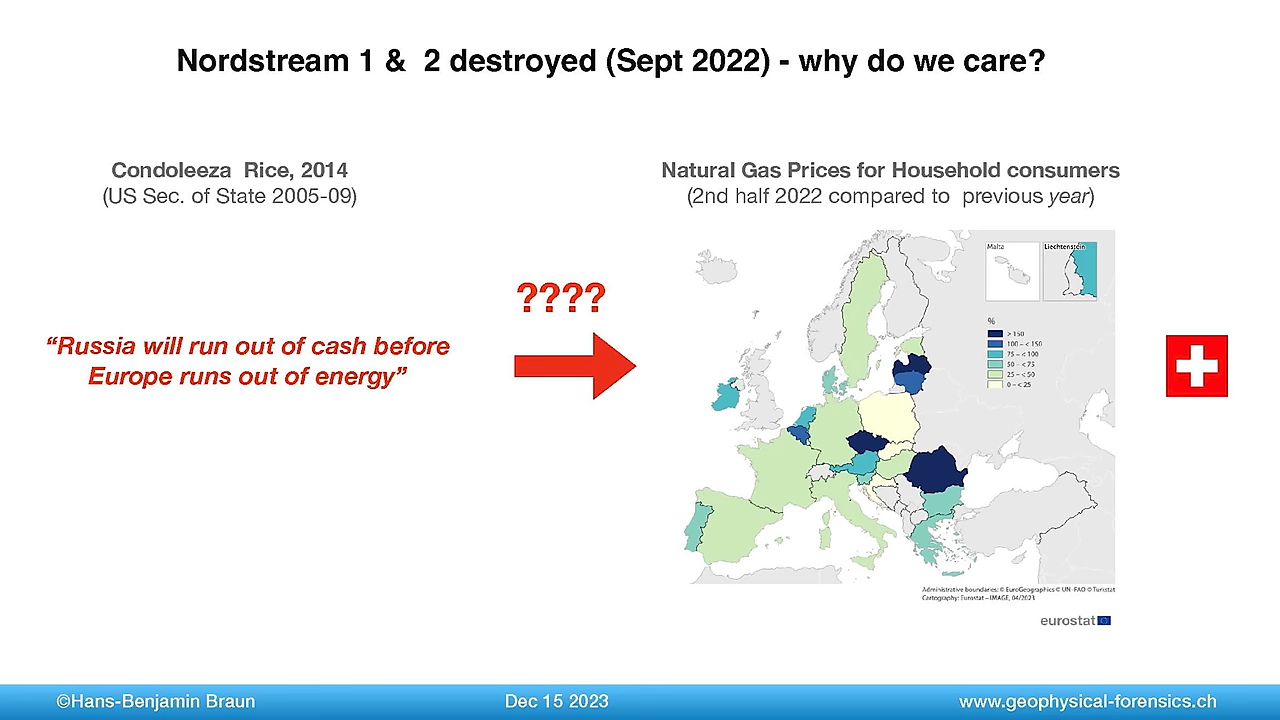 Nordstream 1 & 2 destroyed (Sept 2022) - why do we care?
Condoleeza Rice, 2014
(US Sec. of State 2005-09)
Natural Gas Prices for Household consumers
(2nd half 2022 compared to previous year)
????
“Russia will run out of cash before
Europe runs out of energy”
Malta
Liechtenstein
%
> 150
100 – < 150
75 – < 100
50 – < 75
25 – < 50
0 – < 25
Administrative boundaries: © EuroGeographics © UN–FAO © Turkstat
Cartography: Eurostat – IMAGE, 04/2023
eurostat
©Hans-Benjamin Braun
Dec 15 2023
www.geophysical-forensics.ch